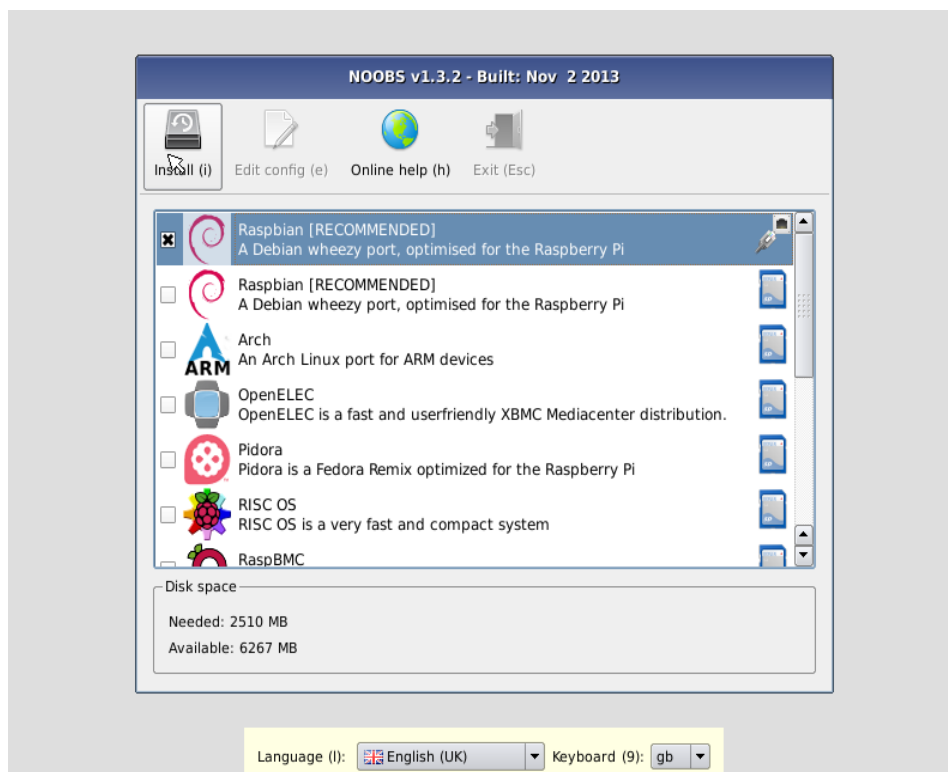 NOOBS v1.3.2 - Built: Nov  2 2013
Install (i)
Edit config (e)
Online help (h)
Exit (Esc)
Raspbian [RECOMMENDED]
A Debian wheezy port, optimised for the Raspberry Pi
Raspbian [RECOMMENDED]
A Debian wheezy port, optimised for the Raspberry Pi
ARM
Arch
An Arch Linux port for ARM devices
OpenELEC
OpenELEC is a fast and userfriendly XBMC Mediacenter distribution.
Pidora
Pidora is a Fedora Remix optimized for the Raspberry Pi
RISC OS
RISC OS is a very fast and compact system
RaspBMC
Disk space
Needed: 2510 MB
Available: 6267 MB
Language (l): English (UK) Keyboard (9): gb